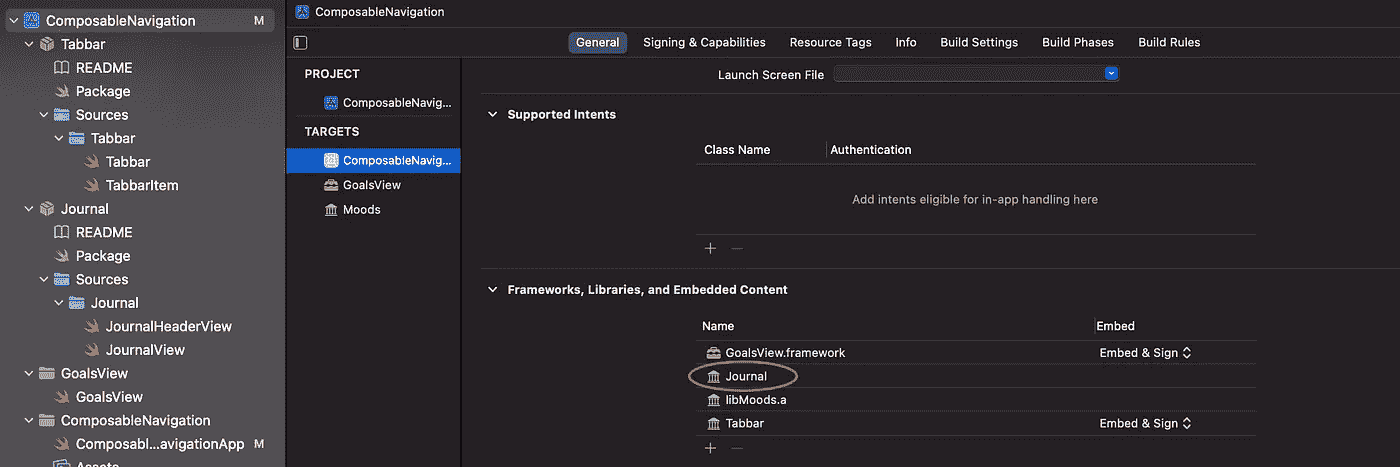 ComposableNavigation M
Tabbar
README
Package
Sources
Tabbar
Tabbar
TabbarItem
Journal
README
Package
Sources
Journal
JournalHeaderView
JournalView
GoalsView
GoalsView
ComposableNavigation
Composabl...avigationApp M
Assets
ComposableNavigation
General Signing & Capabilities Resource Tags Info Build Settings Build Phases Build Rules
PROJECT
ComposableNavig...
TARGETS
ComposableNavig...
GoalsView
Moods
Launch Screen File
Supported Intents
Class Name Authentication
Add intents eligible for in-app handling here
Frameworks, Libraries, and Embedded Content
Name Embed
GoalsView.framework Embed & Sign
Journal
libMoods.a
Tabbar Embed & Sign